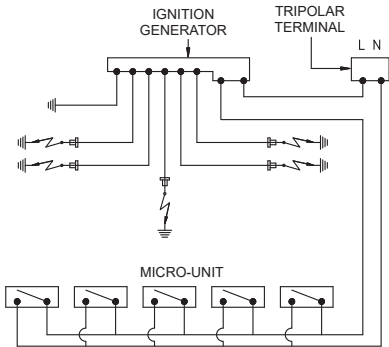 IGNITION
GENERATOR
TRIPOLAR
TERMINAL
L N
MICRO-UNIT